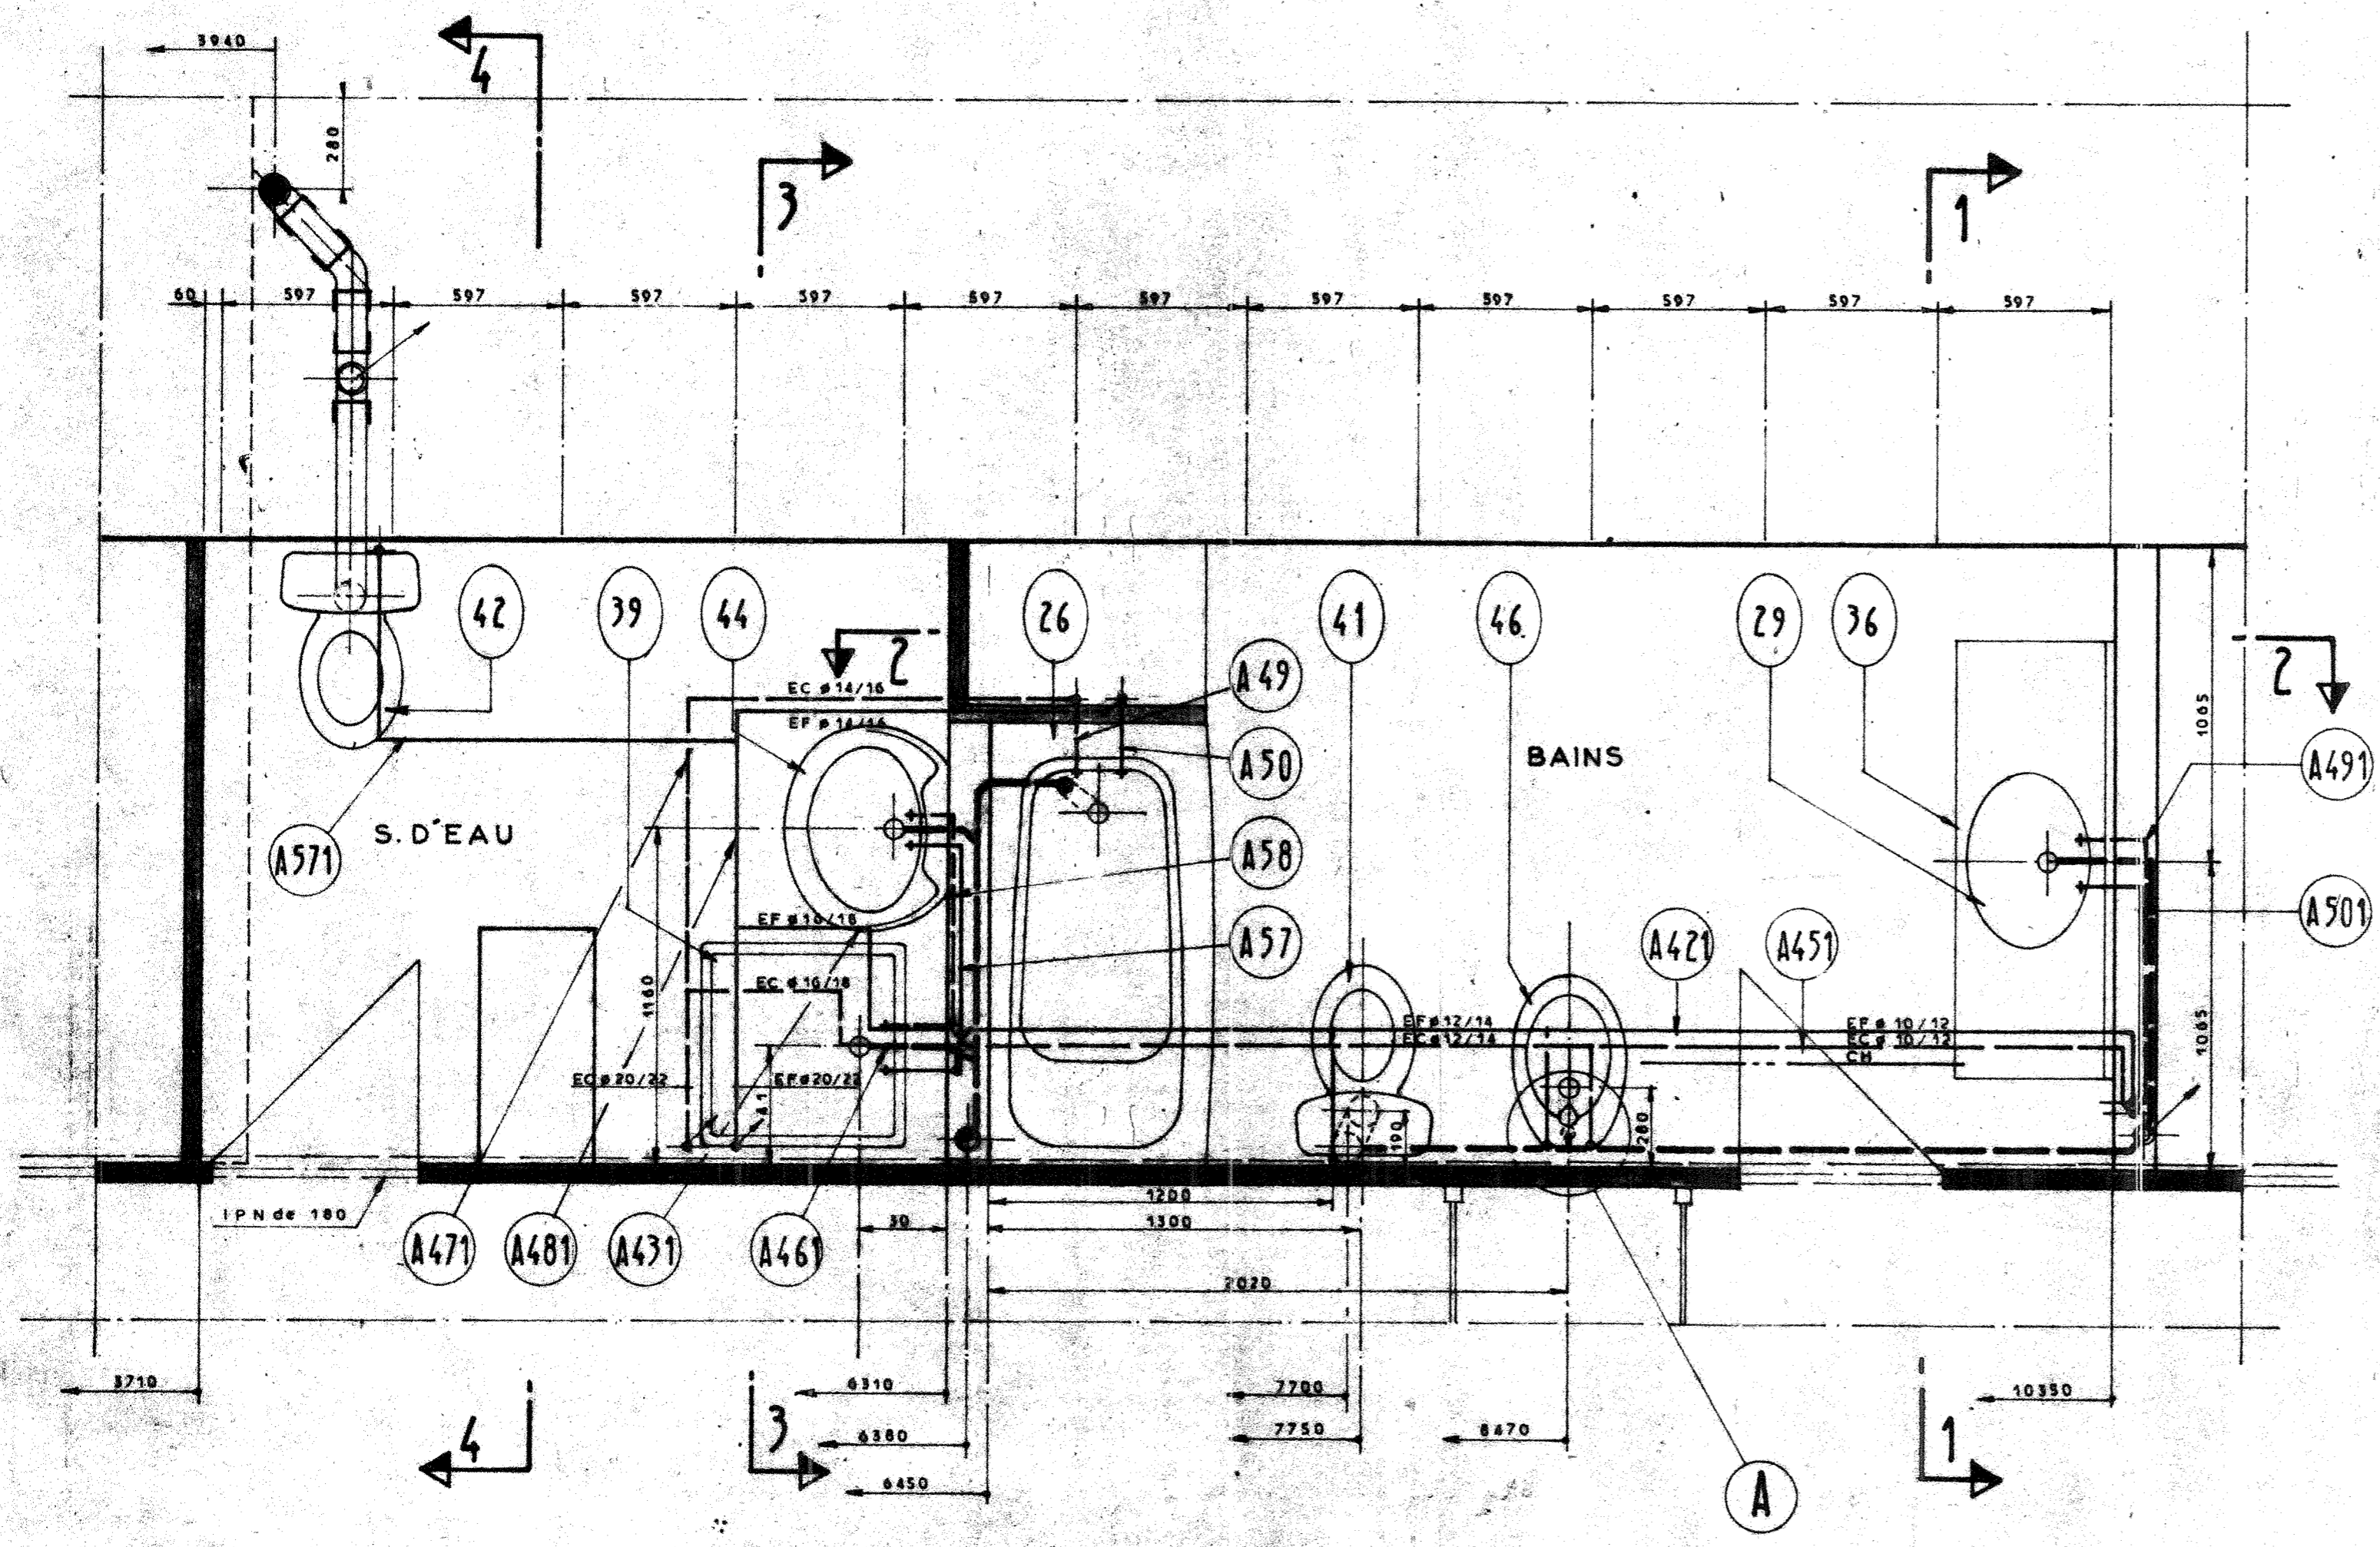 3940
4
280
3
1
60 597 597 597 597 597 597 597 597 597 597 597
42 39 44 26 41 46. 29 36
2
2
A49
EC ø 14/16
EF ø 14/16
1065
BAINS
A50
A491
S. D'EAU
A571
A58
A501
EF ø 16/18
A57
A421 A451
EC ø 16/18
1160
EF ø 12/14
EC ø 12/14
EF ø 10/12
EC ø 10/12
CH
1065
EC ø 20/22
EF ø 20/22
190
280
IPN de 180
1200
30
1300
A471 A481 A431 A461
2020
3710
6310
7700
10350
4
3
6380
7750
8470
1
6450
A